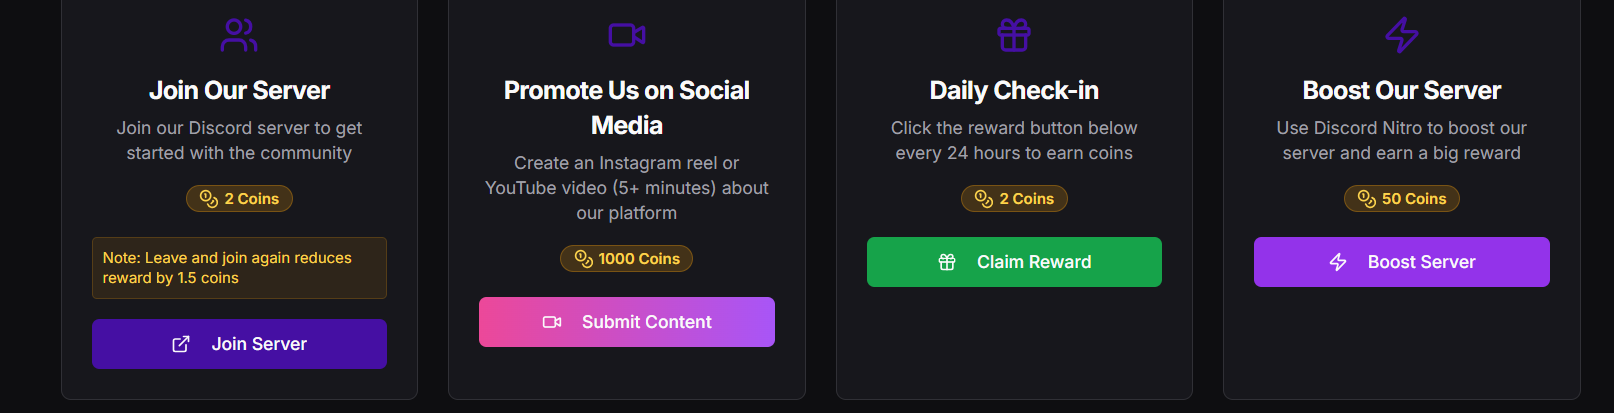 Join Our Server
Join our Discord server to get
started with the community
2 Coins
Note: Leave and join again reduces
reward by 1.5 coins
Join Server
Promote Us on Social
Media
Create an Instagram reel or
YouTube video (5+ minutes) about
our platform
1000 Coins
Submit Content
Daily Check-in
Click the reward button below
every 24 hours to earn coins
2 Coins
Claim Reward
Boost Our Server
Use Discord Nitro to boost our
server and earn a big reward
50 Coins
Boost Server